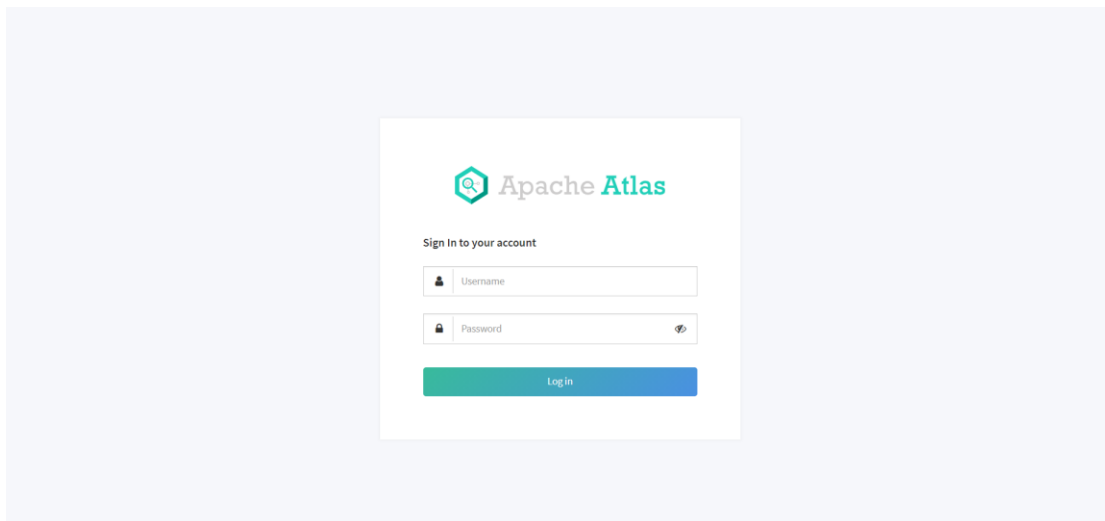 Apache Atlas
Sign In to your account
Username
Password
Log in